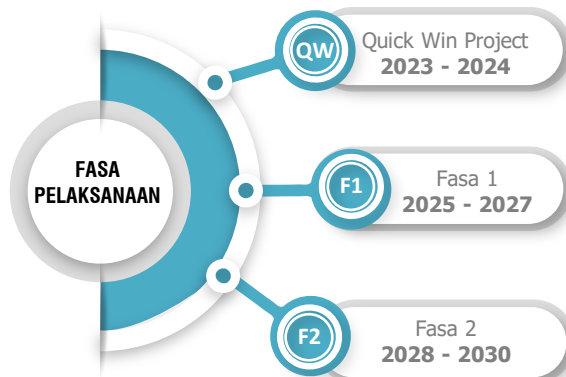 QW
Quick Win Project
2023 - 2024
FASA
PELAKSANAAN
F1
Fasa 1
2025 - 2027
F2
Fasa 2
2028 - 2030